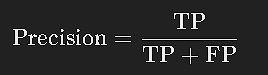 Precision = TP / (TP + FP)